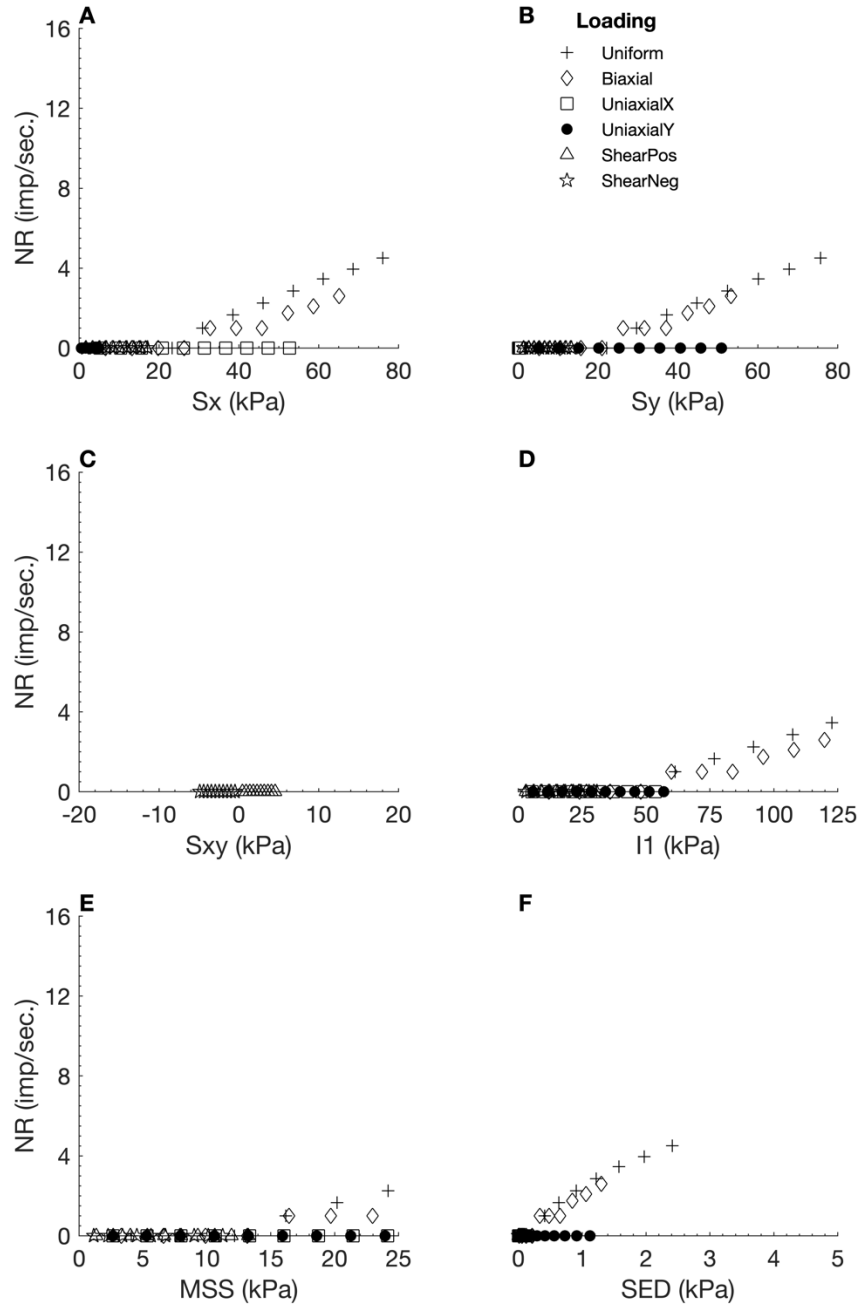 A
16
12
8
4
0
NR (imp/sec.)
0
20
40
60
80
Sx (kPa)
B
Loading
Uniform
Biaxial
UniaxialX
UniaxialY
ShearPos
ShearNeg
0
20
40
60
80
Sy (kPa)
C
16
12
8
4
0
NR (imp/sec.)
-20
-10
0
10
20
Sxy (kPa)
D
0
25
50
75
100
125
I1 (kPa)
E
16
12
8
4
0
NR (imp/sec.)
0
5
10
15
20
25
MSS (kPa)
F
0
1
2
3
4
5
SED (kPa)